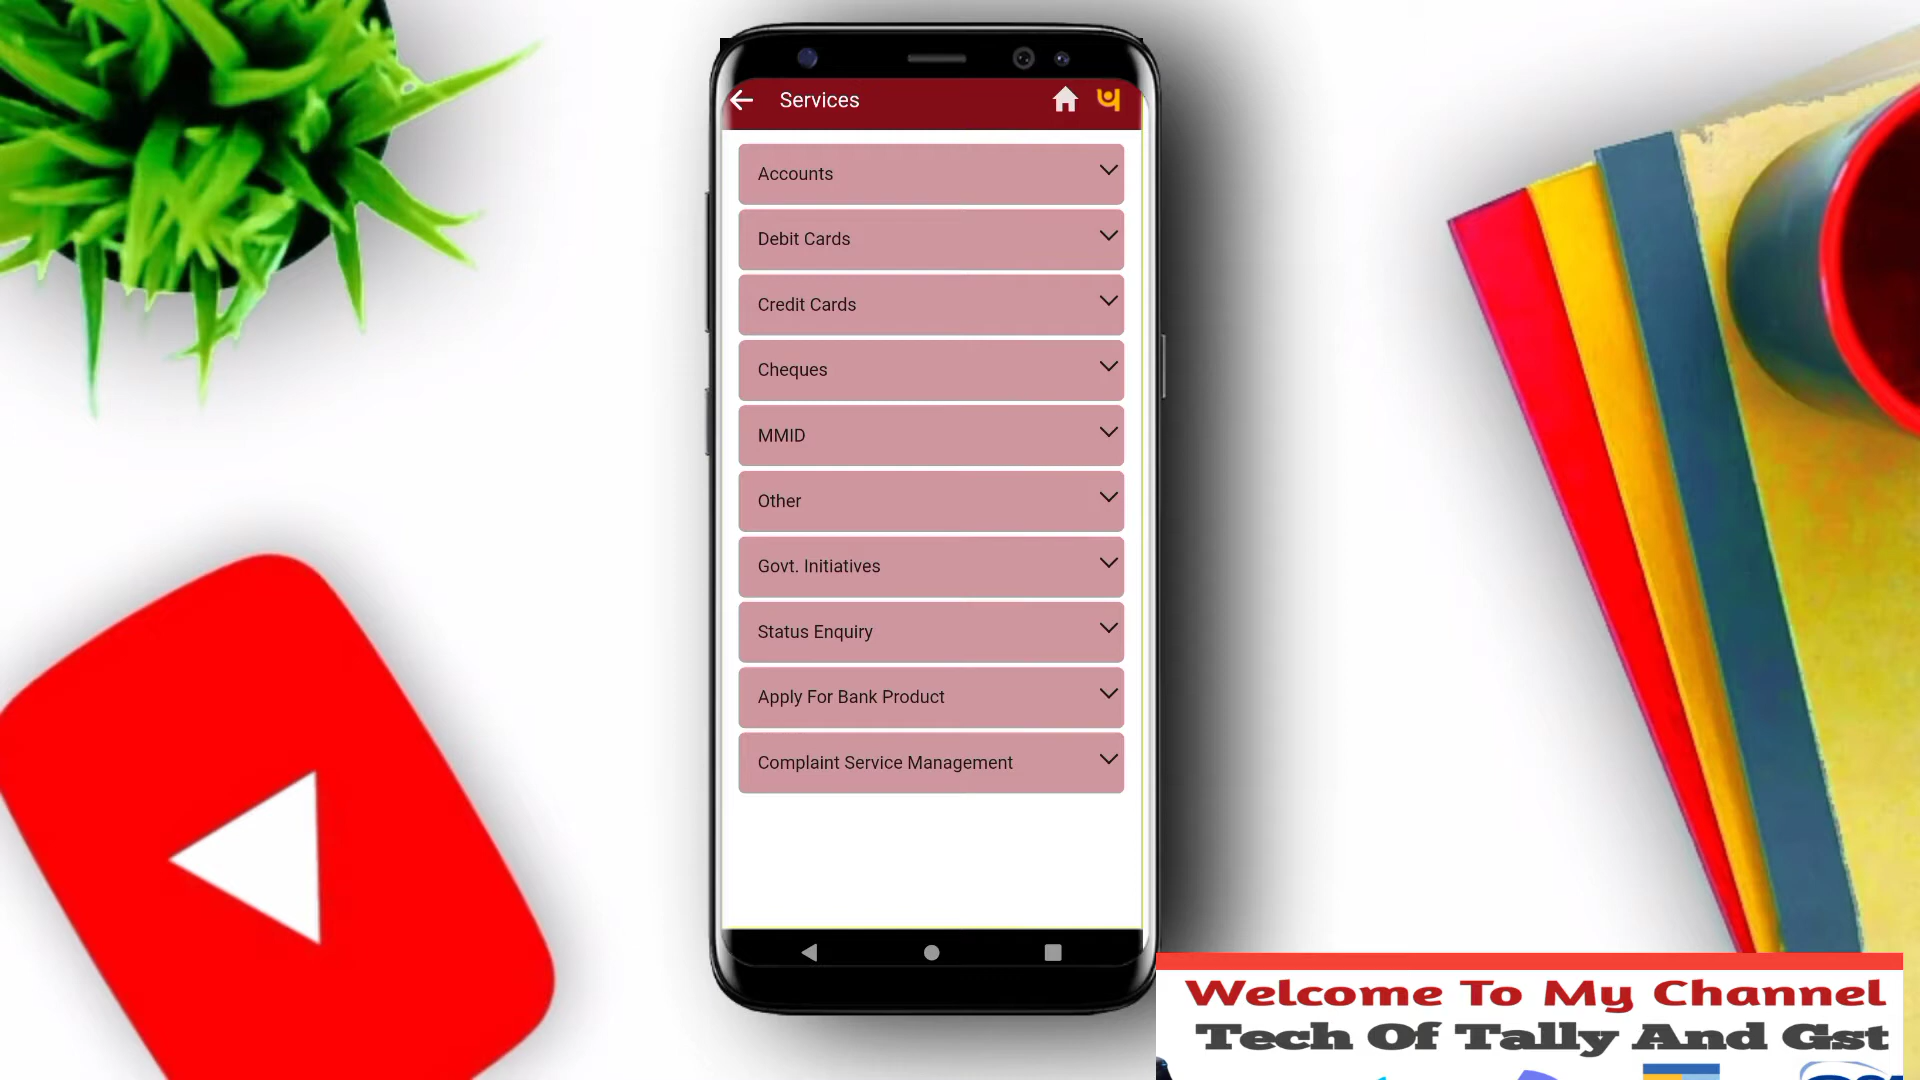 Services
Accounts
Debit Cards
Credit Cards
Cheques
MMID
Other
Govt. Initiatives
Status Enquiry
Apply For Bank Product
Complaint Service Management
Welcome To My Channel
Tech Of Tally And Gst